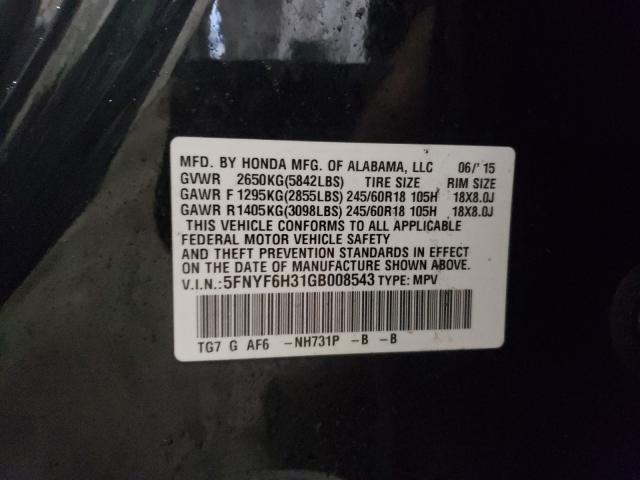 MFD. BY HONDA MFG. OF ALABAMA, LLC 06/'15
GVWR 2650KG(5842LBS) TIRE SIZE RIM SIZE
GAWR F 1295KG(2855LBS) 245/60R18 105H 18X8.0J
GAWR R 1405KG(3098LBS) 245/60R18 105H 18X8.0J
THIS VEHICLE CONFORMS TO ALL APPLICABLE
FEDERAL MOTOR VEHICLE SAFETY
AND THEFT PREVENTION STANDARDS IN EFFECT
ON THE DATE OF MANUFACTURE SHOWN ABOVE.
V.I.N.: 5FNYF6H31GB008543 TYPE: MPV
TG7 G AF6 -NH731P -B -B